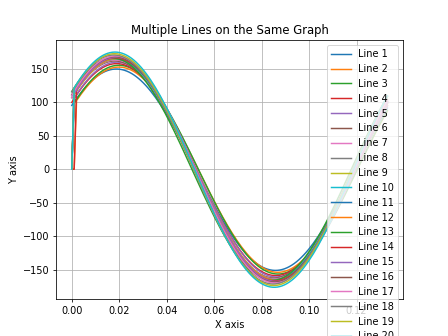 Multiple Lines on the Same Graph
Y axis
150
100
50
0
−50
−100
−150
0.00
0.02
0.04
0.06
0.08
0.10
X axis
Line 1
Line 2
Line 3
Line 4
Line 5
Line 6
Line 7
Line 8
Line 9
Line 10
Line 11
Line 12
Line 13
Line 14
Line 15
Line 16
Line 17
Line 18
Line 19
Line 20